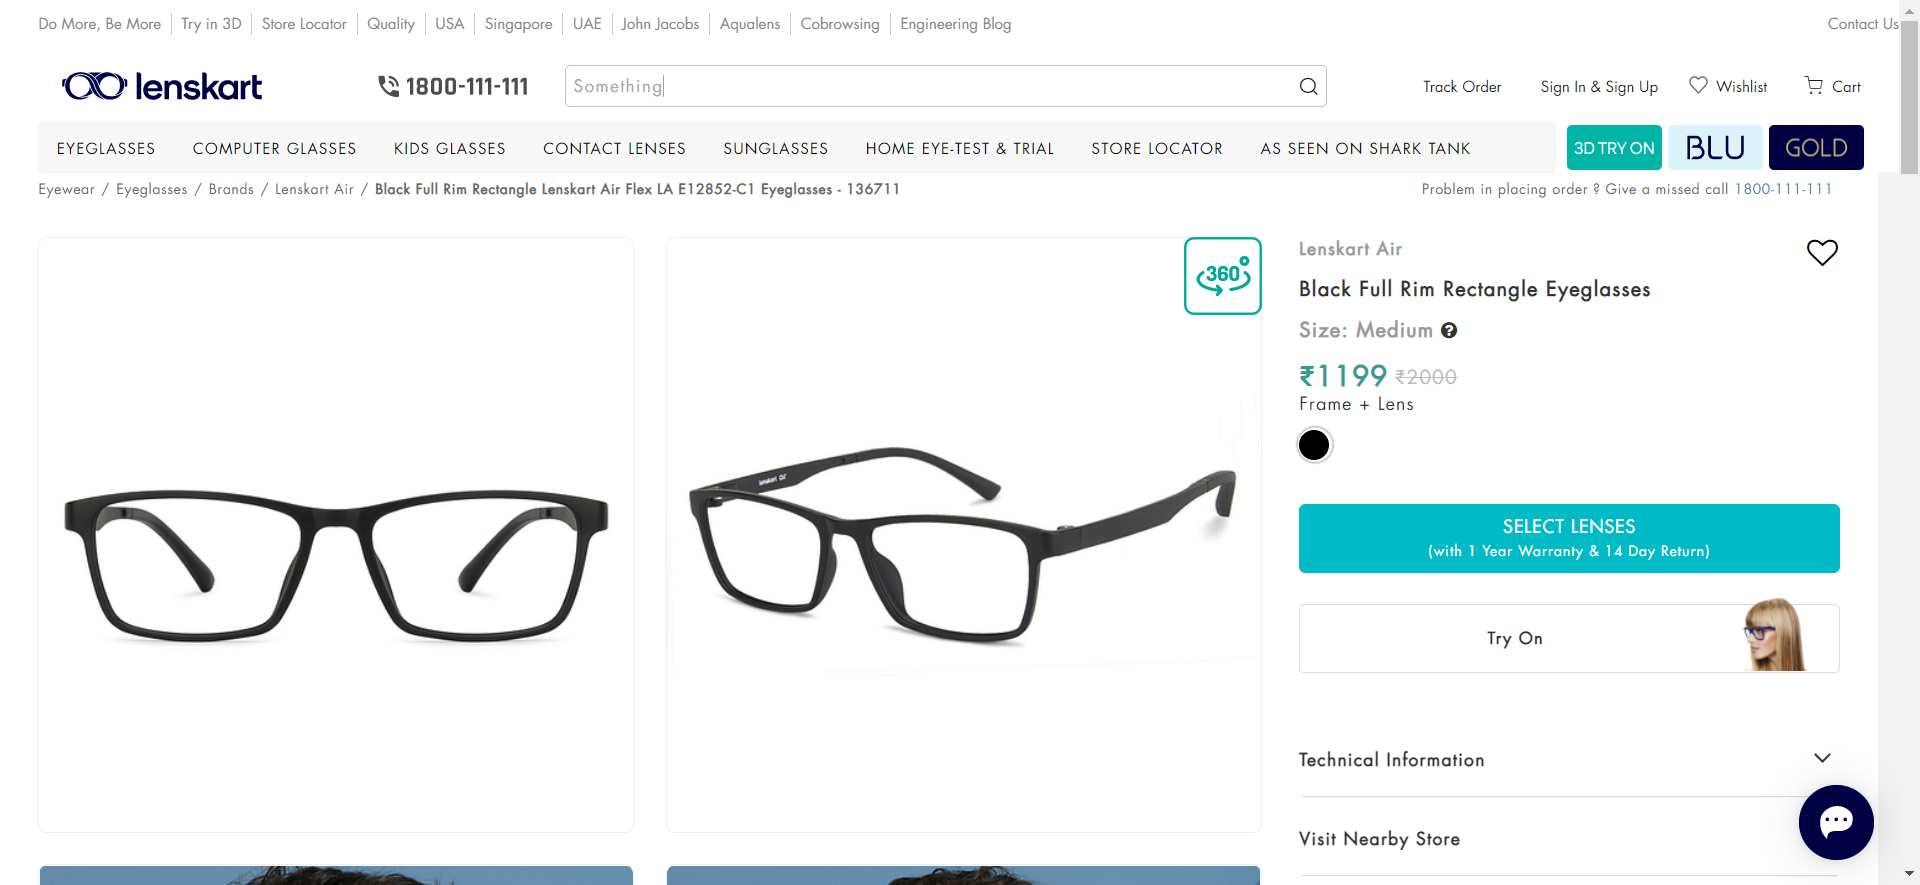 Do More, Be More Try in 3D Store Locator Quality USA Singapore UAE John Jacobs Aqualens Cobrowsing Engineering Blog Contact Us
lenskart 1800-111-111 Something Track Order Sign In & Sign Up Wishlist Cart
EYEGLASSES COMPUTER GLASSES KIDS GLASSES CONTACT LENSES SUNGLASSES HOME EYE-TEST & TRIAL STORE LOCATOR AS SEEN ON SHARK TANK 3D TRY ON BLU GOLD
Eyewear / Eyeglasses / Brands / Lenskart Air / Black Full Rim Rectangle Lenskart Air Flex LA E12852-C1 Eyeglasses - 136711 Problem in placing order ? Give a missed call 1800-111-111
360°
Lenskart Air
Black Full Rim Rectangle Eyeglasses
Size: Medium ?
₹1199 ₹2000
Frame + Lens
lenskart
SELECT LENSES
(with 1 Year Warranty & 14 Day Return)
Try On
Technical Information
Visit Nearby Store